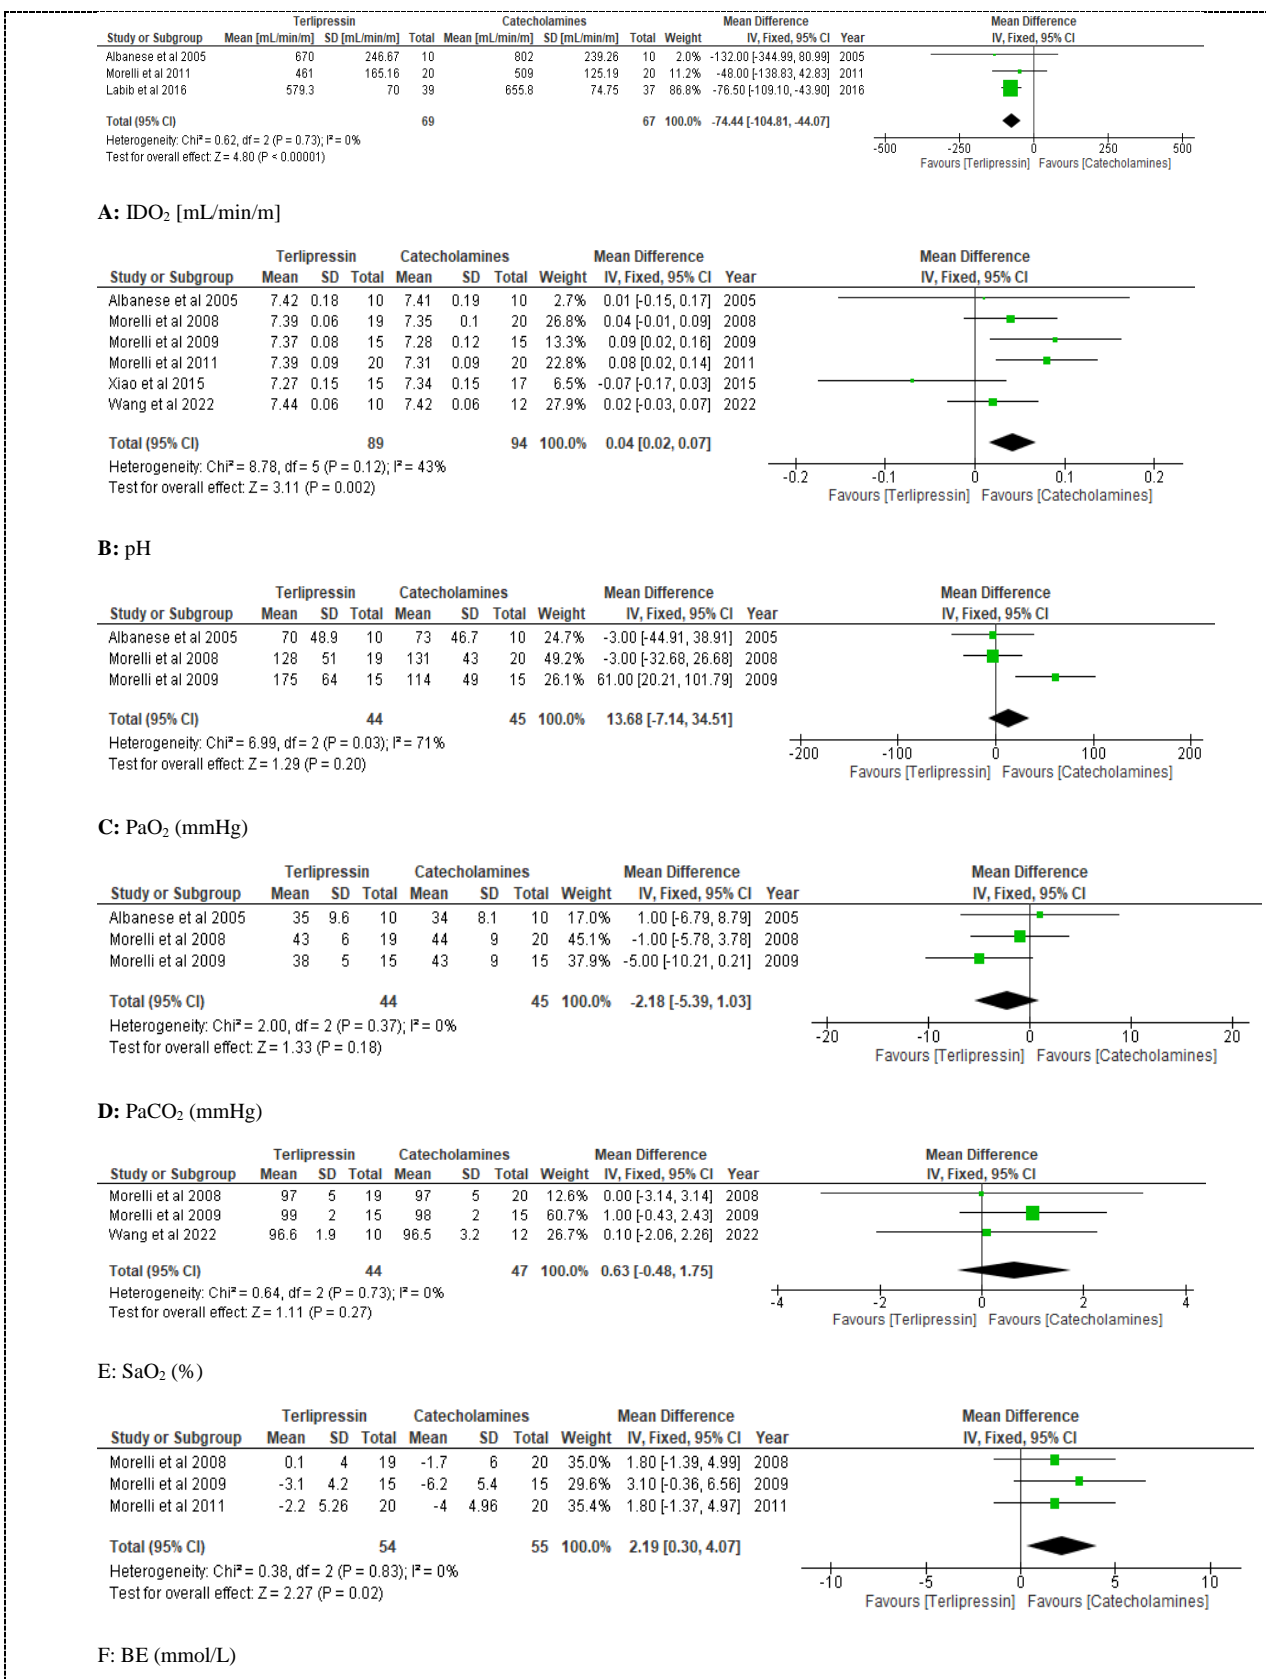 Terlipressin Catecholamines Mean Difference Mean Difference
Study or Subgroup Mean [mL/min/m] SD [mL/min/m] Total Mean [mL/min/m] SD [mL/min/m] Total Weight IV, Fixed, 95% CI Year IV, Fixed, 95% CI
Albanese et al 2005 670 246.67 10 802 239.26 10 2.0% -132.00 [-344.99, 80.99] 2005
Morelli et al 2011 461 165.16 20 509 125.19 20 11.2% -48.00 [-138.83, 42.83] 2011
Labib et al 2016 579.3 70 39 655.8 74.75 37 86.8% -76.50 [-109.10, -43.90] 2016
Total (95% CI) 69 67 100.0% -74.44 [-104.81, -44.07]
Heterogeneity: Chi² = 0.62, df = 2 (P = 0.73); I² = 0%
Test for overall effect: Z = 4.80 (P < 0.00001)
-500 -250 0 250 500
Favours [Terlipressin] Favours [Catecholamines]
A: IDO₂ [mL/min/m]
Terlipressin Catecholamines Mean Difference Mean Difference
Study or Subgroup Mean SD Total Mean SD Total Weight IV, Fixed, 95% CI Year IV, Fixed, 95% CI
Albanese et al 2005 7.42 0.18 10 7.41 0.19 10 2.7% 0.01 [-0.15, 0.17] 2005
Morelli et al 2008 7.39 0.06 19 7.35 0.1 20 26.8% 0.04 [-0.01, 0.09] 2008
Morelli et al 2009 7.37 0.08 15 7.28 0.12 15 13.3% 0.09 [0.02, 0.16] 2009
Morelli et al 2011 7.39 0.09 20 7.31 0.09 20 22.8% 0.08 [0.02, 0.14] 2011
Xiao et al 2015 7.27 0.15 15 7.34 0.15 17 6.5% -0.07 [-0.17, 0.03] 2015
Wang et al 2022 7.44 0.06 10 7.42 0.06 12 27.9% 0.02 [-0.03, 0.07] 2022
Total (95% CI) 89 94 100.0% 0.04 [0.02, 0.07]
Heterogeneity: Chi² = 8.78, df = 5 (P = 0.12); I² = 43%
Test for overall effect: Z = 3.11 (P = 0.002)
-0.2 -0.1 0 0.1 0.2
Favours [Terlipressin] Favours [Catecholamines]
B: pH
Terlipressin Catecholamines Mean Difference Mean Difference
Study or Subgroup Mean SD Total Mean SD Total Weight IV, Fixed, 95% CI Year IV, Fixed, 95% CI
Albanese et al 2005 70 48.9 10 73 46.7 10 24.7% -3.00 [-44.91, 38.91] 2005
Morelli et al 2008 128 51 19 131 43 20 49.2% -3.00 [-32.68, 26.68] 2008
Morelli et al 2009 175 64 15 114 49 15 26.1% 61.00 [20.21, 101.79] 2009
Total (95% CI) 44 45 100.0% 13.68 [-7.14, 34.51]
Heterogeneity: Chi² = 6.99, df = 2 (P = 0.03); I² = 71%
Test for overall effect: Z = 1.29 (P = 0.20)
-200 -100 0 100 200
Favours [Terlipressin] Favours [Catecholamines]
C: PaO₂ (mmHg)
Terlipressin Catecholamines Mean Difference Mean Difference
Study or Subgroup Mean SD Total Mean SD Total Weight IV, Fixed, 95% CI Year IV, Fixed, 95% CI
Albanese et al 2005 35 9.6 10 34 8.1 10 17.0% 1.00 [-6.79, 8.79] 2005
Morelli et al 2008 43 6 19 44 9 20 45.1% -1.00 [-5.78, 3.78] 2008
Morelli et al 2009 38 5 15 43 9 15 37.9% -5.00 [-10.21, 0.21] 2009
Total (95% CI) 44 45 100.0% -2.18 [-5.39, 1.03]
Heterogeneity: Chi² = 2.00, df = 2 (P = 0.37); I² = 0%
Test for overall effect: Z = 1.33 (P = 0.18)
-20 -10 0 10 20
Favours [Terlipressin] Favours [Catecholamines]
D: PaCO₂ (mmHg)
Terlipressin Catecholamines Mean Difference Mean Difference
Study or Subgroup Mean SD Total Mean SD Total Weight IV, Fixed, 95% CI Year IV, Fixed, 95% CI
Morelli et al 2008 97 5 19 97 5 20 12.6% 0.00 [-3.14, 3.14] 2008
Morelli et al 2009 99 2 15 98 2 15 60.7% 1.00 [-0.43, 2.43] 2009
Wang et al 2022 96.6 1.9 10 96.5 3.2 12 26.7% 0.10 [-2.06, 2.26] 2022
Total (95% CI) 44 47 100.0% 0.63 [-0.48, 1.75]
Heterogeneity: Chi² = 0.64, df = 2 (P = 0.73); I² = 0%
Test for overall effect: Z = 1.11 (P = 0.27)
-4 -2 0 2 4
Favours [Terlipressin] Favours [Catecholamines]
E: SaO₂ (%)
Terlipressin Catecholamines Mean Difference Mean Difference
Study or Subgroup Mean SD Total Mean SD Total Weight IV, Fixed, 95% CI Year IV, Fixed, 95% CI
Morelli et al 2008 0.1 4 19 -1.7 6 20 35.0% 1.80 [-1.39, 4.99] 2008
Morelli et al 2009 -3.1 4.2 15 -6.2 5.4 15 29.6% 3.10 [-0.36, 6.56] 2009
Morelli et al 2011 -2.2 5.26 20 -4 4.96 20 35.4% 1.80 [-1.37, 4.97] 2011
Total (95% CI) 54 55 100.0% 2.19 [0.30, 4.07]
Heterogeneity: Chi² = 0.38, df = 2 (P = 0.83); I² = 0%
Test for overall effect: Z = 2.27 (P = 0.02)
-10 -5 0 5 10
Favours [Terlipressin] Favours [Catecholamines]
F: BE (mmol/L)